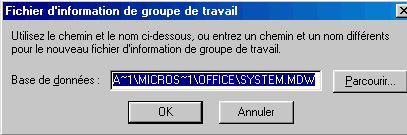 Fichier d'information de groupe de travail
Utilisez le chemin et le nom ci-dessous, ou entrez un chemin et un nom différents
pour le nouveau fichier d'information de groupe de travail.
Base de données : A~1\MICROS~1\OFFICE\SYSTEM.MDW Parcourir...
OK Annuler